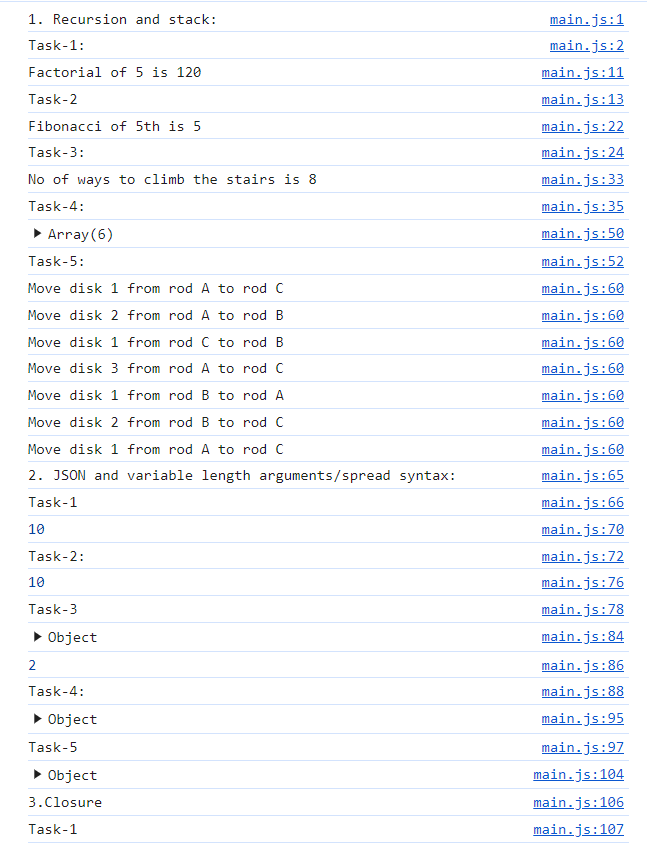 1. Recursion and stack: main.js:1
Task-1: main.js:2
Factorial of 5 is 120 main.js:11
Task-2 main.js:13
Fibonacci of 5th is 5 main.js:22
Task-3: main.js:24
No of ways to climb the stairs is 8 main.js:33
Task-4: main.js:35
Array(6) main.js:50
Task-5: main.js:52
Move disk 1 from rod A to rod C main.js:60
Move disk 2 from rod A to rod B main.js:60
Move disk 1 from rod C to rod B main.js:60
Move disk 3 from rod A to rod C main.js:60
Move disk 1 from rod B to rod A main.js:60
Move disk 2 from rod B to rod C main.js:60
Move disk 1 from rod A to rod C main.js:60
2. JSON and variable length arguments/spread syntax: main.js:65
Task-1 main.js:66
10 main.js:70
Task-2: main.js:72
10 main.js:76
Task-3 main.js:78
Object main.js:84
2 main.js:86
Task-4: main.js:88
Object main.js:95
Task-5 main.js:97
Object main.js:104
3.Closure main.js:106
Task-1 main.js:107